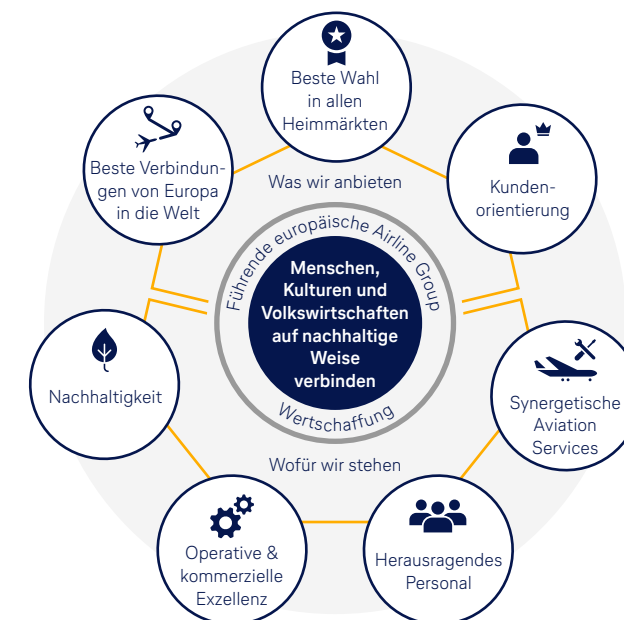 Beste Wahl
in allen
Heimmärkten
Beste Verbindun-
gen von Europa
in die Welt
Kunden-
orientierung
Was wir anbieten
Führende europäische Airline Group
Menschen,
Kulturen und
Volkswirtschaften
auf nachhaltige
Weise
verbinden
Wertschaffung
Nachhaltigkeit
Synergetische
Aviation
Services
Wofür wir stehen
Operative &
kommerzielle
Exzellenz
Herausragendes
Personal